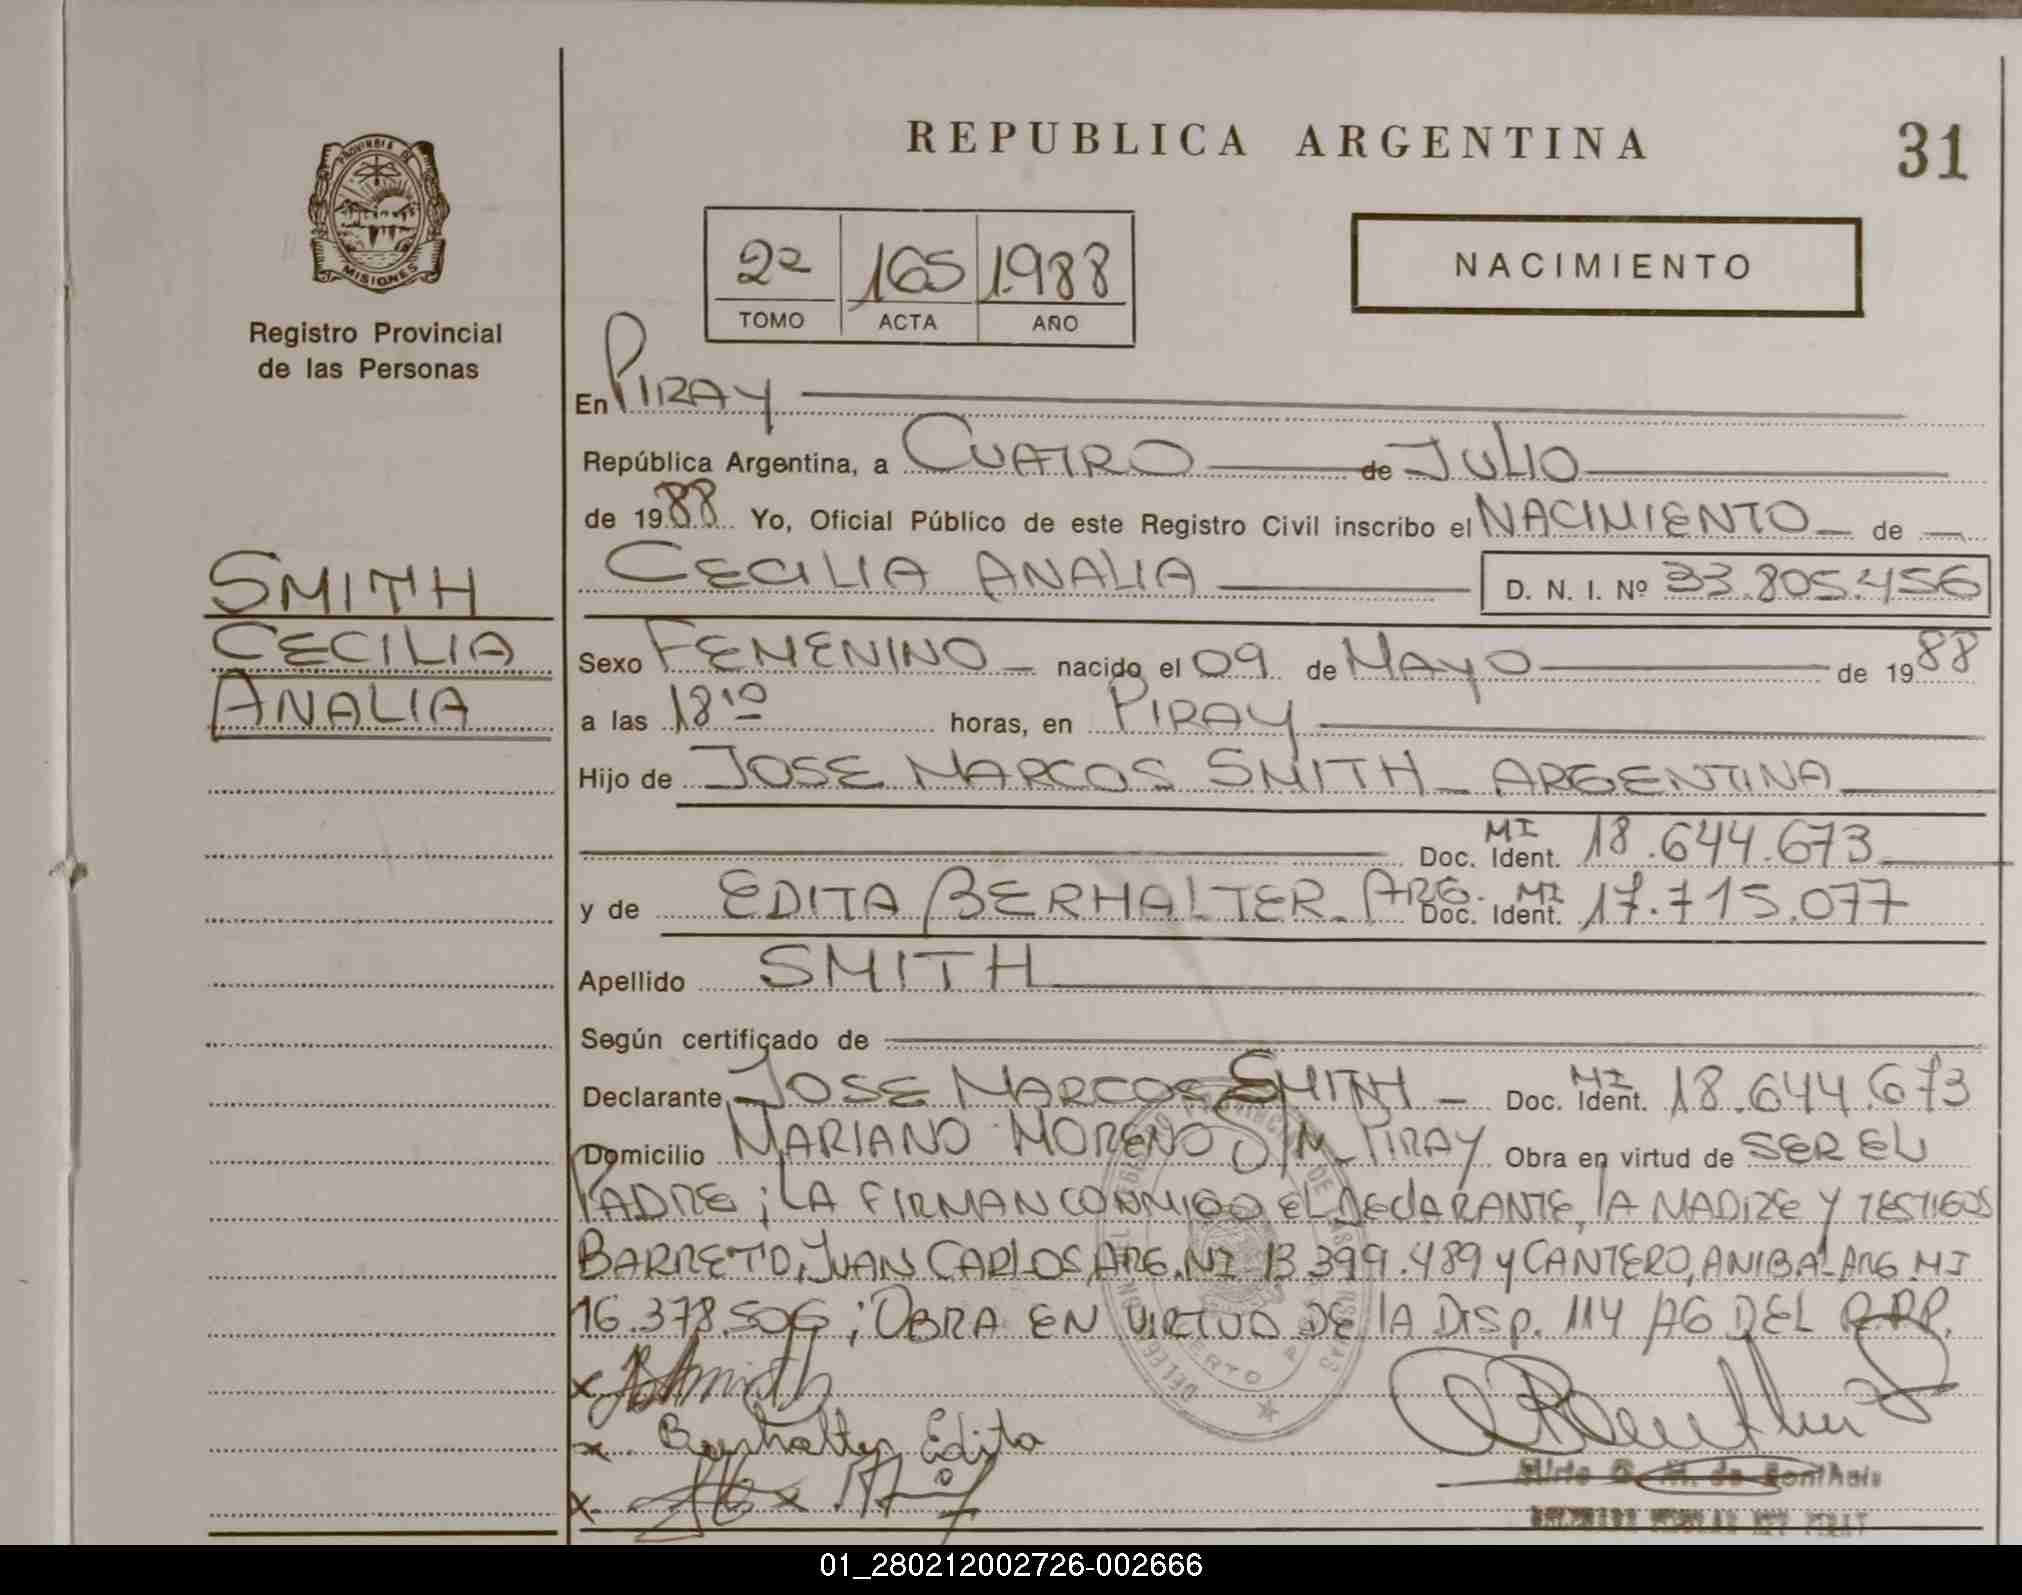 REPUBLICA ARGENTINA
31
PROVINCIA DE
MISIONES
Registro Provincial
de las Personas
2º 165 1988
TOMO ACTA AÑO
NACIMIENTO
En PIRAY
República Argentina, a CUATRO de JULIO
de 1988 Yo, Oficial Público de este Registro Civil inscribo el NACIMIENTO de
CECILIA ANALIA D. N. I. Nº 33.805.456
SMITH
CECILIA
ANALIA
Sexo FEMENINO nacido el 09 de MAYO de 1988
a las 18 10 horas, en PIRAY
Hijo de JOSE MARCOS SMITH - ARGENTINA
Doc. Ident. MI 18.644.673
y de EDITA BERHALTER - ARG. Doc. Ident. MI 17.715.077
Apellido SMITH
Según certificado de
Declarante JOSE MARCOS SMITH - Doc. Ident. MI 18.644.673
Domicilio MARIANO MORENO S/N PIRAY Obra en virtud de SER EL
PADRE; LA FIRMAN CONMIGO EL DECLARANTE, LA MADRE Y TESTIGOS
BARRETO, JUAN CARLOS, ARG. MI 13.399.489 Y CANTERO, ANIBAL ARG. MI
16.378.506; OBRA EN VIRTUD DE LA DISP. 114/AG DEL R.P.P.
x
x Berhalter Edita
x
01_280212002726-002666